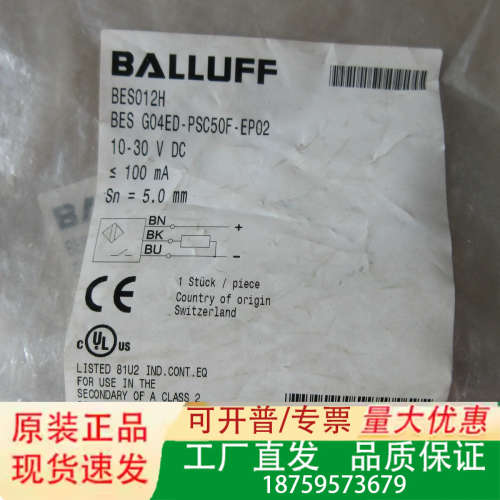 BALLUFF
BES012H
BES G04ED-PSC50F-EP02
10-30 V DC
≤ 100 mA
Sn = 5.0 mm
BN +
BK
BU -
1 Stück / piece
Country of origin
Switzerland
CE
c UL us
LISTED 81U2 IND.CONT.EQ
FOR USE IN THE
SECONDARY OF A CLASS 2
BALLUFF
原装正品
现货速发
可开普/专票 量大优惠
工厂直发 品质保证
18759573679